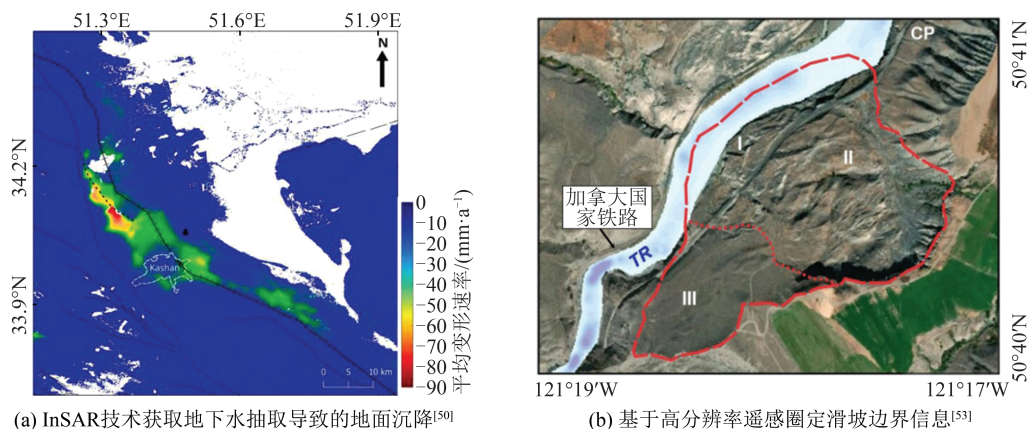 51.3°E
51.6°E
51.9°E
34.2°N
33.9°N
N
Kashan
0 5 10 km
0
−10
−20
−30
−40
−50
−60
−70
−80
−90
平均变形速率/(mm·a⁻¹)
(a) InSAR技术获取地下水抽取导致的地面沉降[50]
CP
I
II
加拿大国
家铁路
TR
III
50°41′N
50°40′N
121°19′W
121°17′W
(b) 基于高分辨率遥感圈定滑坡边界信息[53]